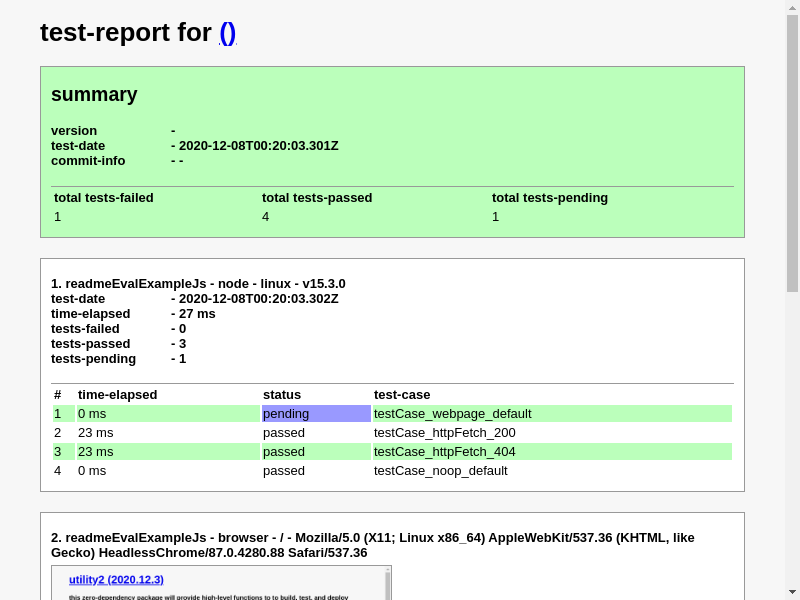 test-report for ()
summary
version -
test-date - 2020-12-08T00:20:03.301Z
commit-info - -
total tests-failed total tests-passed total tests-pending
1 4 1
1. readmeEvalExampleJs - node - linux - v15.3.0
test-date - 2020-12-08T00:20:03.302Z
time-elapsed - 27 ms
tests-failed - 0
tests-passed - 3
tests-pending - 1
# time-elapsed status test-case
1 0 ms pending testCase_webpage_default
2 23 ms passed testCase_httpFetch_200
3 23 ms passed testCase_httpFetch_404
4 0 ms passed testCase_noop_default
2. readmeEvalExampleJs - browser - / - Mozilla/5.0 (X11; Linux x86_64) AppleWebKit/537.36 (KHTML, like
Gecko) HeadlessChrome/87.0.4280.88 Safari/537.36
utility2 (2020.12.3)
this zero-dependency package will provide high-level functions to to build, test, and deploy